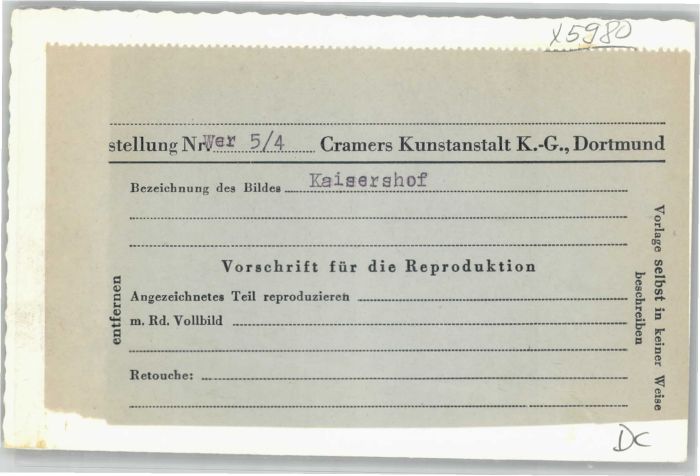 x5980
stellung Nr. Wer 5/4 Cramers Kunstanstalt K.-G., Dortmund
Bezeichnung des Bildes Kaisershof
Vorschrift für die Reproduktion
Angezeichnetes Teil reproduzieren
m. Rd. Vollbild
Retouche:
entfernen
Vorlage selbst in keiner Weise
beschreiben
DC